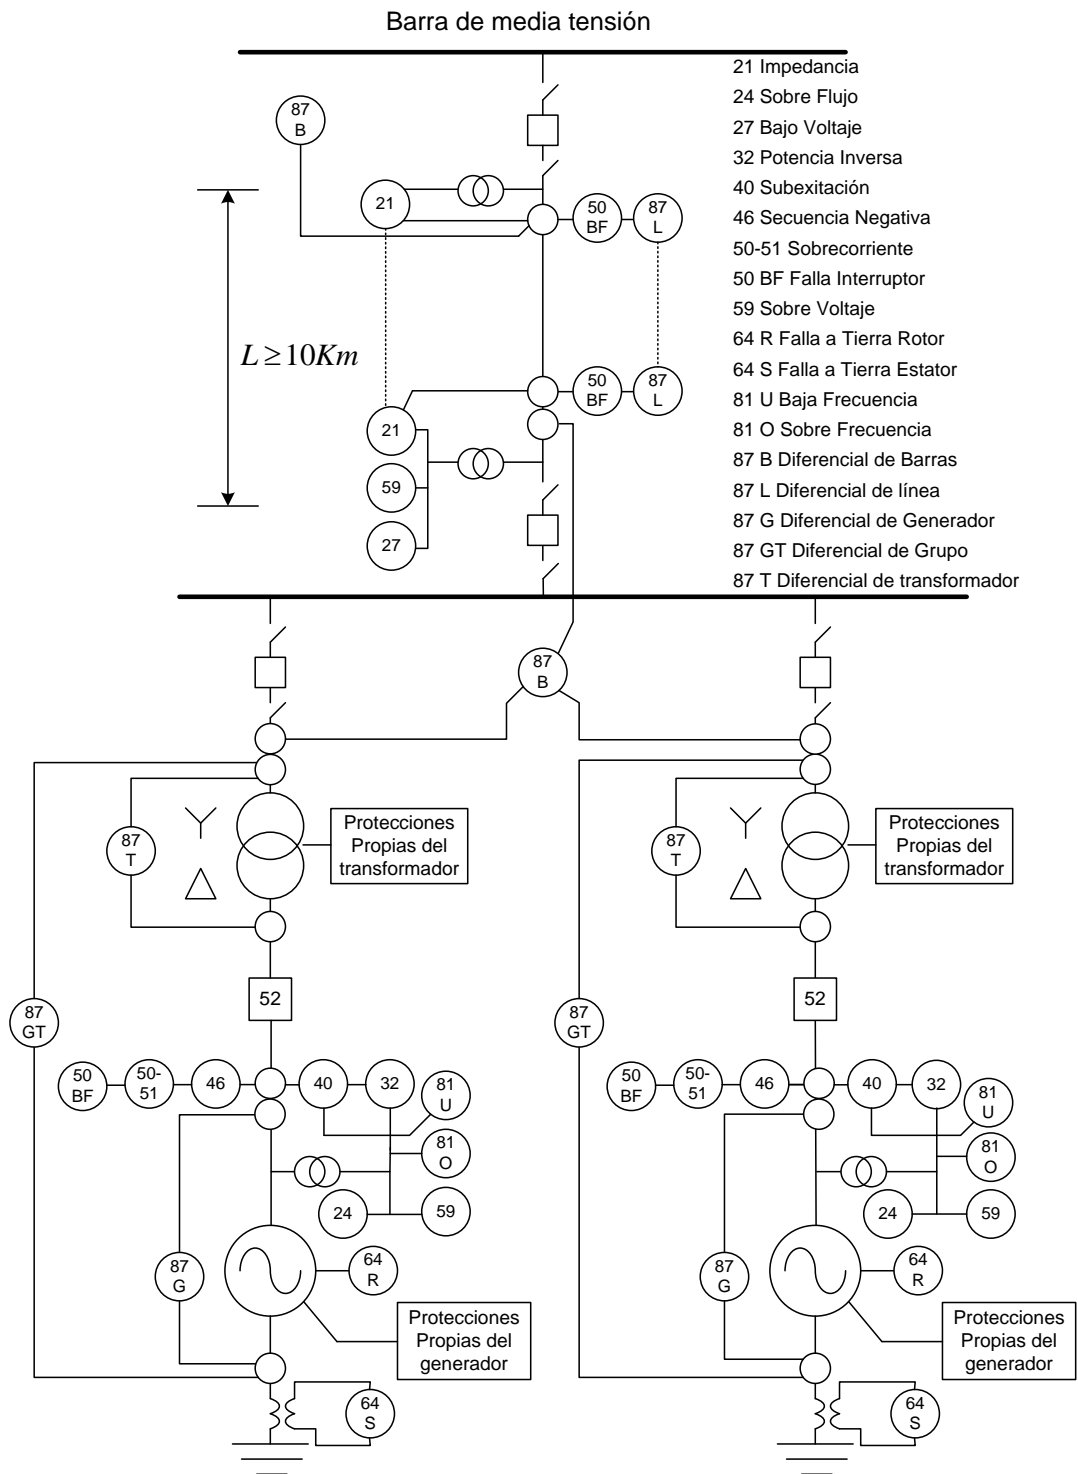 Barra de media tensión
21 Impedancia
24 Sobre Flujo
27 Bajo Voltaje
32 Potencia Inversa
40 Subexitación
46 Secuencia Negativa
50-51 Sobrecorriente
50 BF Falla Interruptor
59 Sobre Voltaje
64 R Falla a Tierra Rotor
64 S Falla a Tierra Estator
81 U Baja Frecuencia
81 O Sobre Frecuencia
87 B Diferencial de Barras
87 L Diferencial de línea
87 G Diferencial de Generador
87 GT Diferencial de Grupo
87 T Diferencial de transformador
87
B
21
50
BF
87
L
L ≥ 10Km
50
BF
87
L
21
59
27
87
B
87
T
Protecciones
Propias del
transformador
87
T
Protecciones
Propias del
transformador
52
52
87
GT
87
GT
50
BF
50-
51
46
40
32
81
U
81
O
24
59
50
BF
50-
51
46
40
32
81
U
81
O
24
59
87
G
64
R
87
G
64
R
Protecciones
Propias del
generador
Protecciones
Propias del
generador
64
S
64
S